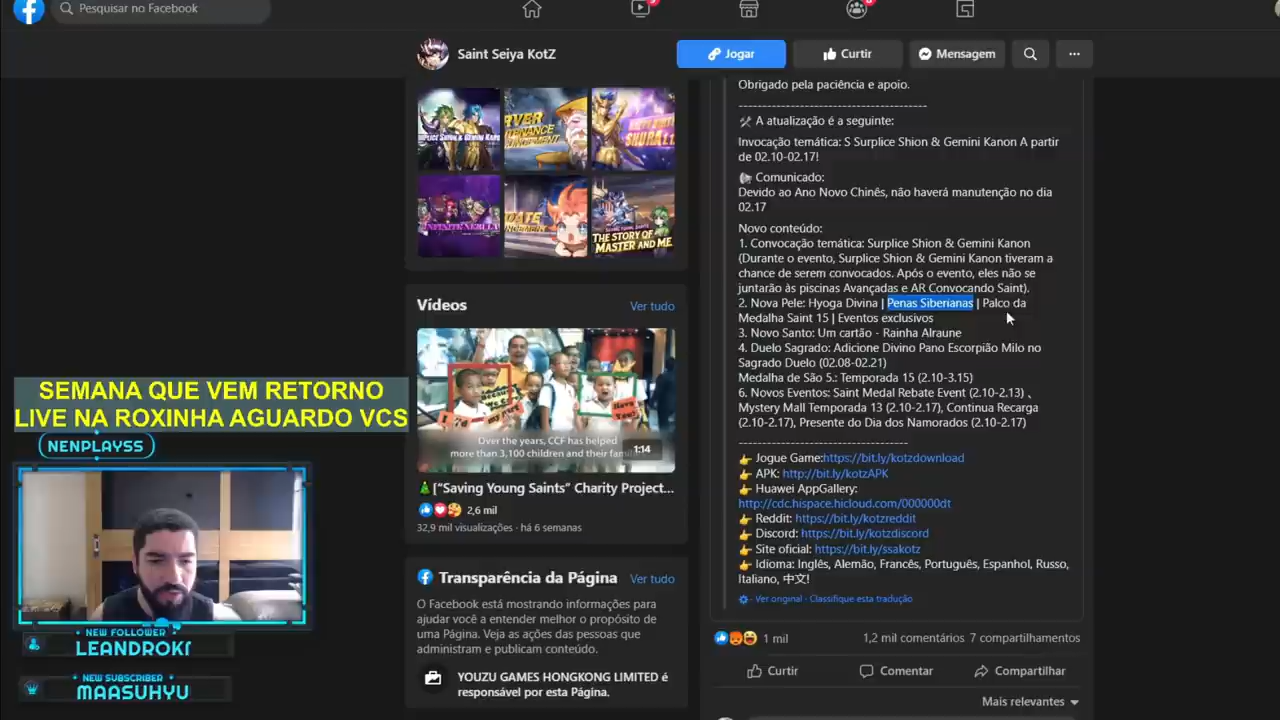 Pesquisar no Facebook
Saint Seiya KotZ
Jogar
Curtir
Mensagem
SURPLICE SHION & GEMINI KANON
INFINITE NEBULA
THE STORY OF
MASTER AND ME
Vídeos
Ver tudo
Over the years, CCF has helped
more than 3,100 children and their
1:14
🎄["Saving Young Saints" Charity Project...
2,6 mil
32,9 mil visualizações · há 6 semanas
Transparência da Página
Ver tudo
O Facebook está mostrando informações para
ajudar você a entender melhor o propósito de
uma Página. Veja as ações das pessoas que
administram e publicam conteúdo.
YOUZU GAMES HONGKONG LIMITED é
responsável por esta Página.
Obrigado pela paciência e apoio.
----------------------------------------
🛠 A atualização é a seguinte:
Invocação temática: S Surplice Shion & Gemini Kanon A partir
de 02.10-02.17!
📢 Comunicado:
Devido ao Ano Novo Chinês, não haverá manutenção no dia
02.17
Novo conteúdo:
1. Convocação temática: Surplice Shion & Gemini Kanon
(Durante o evento, Surplice Shion & Gemini Kanon tiveram a
chance de serem convocados. Após o evento, eles não se
juntarão às piscinas Avançadas e AR Convocando Saint).
2. Nova Pele: Hyoga Divina | Penas Siberianas | Palco da
Medalha Saint 15 | Eventos exclusivos
3. Novo Santo: Um cartão - Rainha Alraune
4. Duelo Sagrado: Adicione Divino Pano Escorpião Milo no
Sagrado Duelo (02.08-02.21)
Medalha de São 5.: Temporada 15 (2.10-3.15)
6. Novos Eventos: Saint Medal Rebate Event (2.10-2.13) 、
Mystery Mall Temporada 13 (2.10-2.17), Continua Recarga
(2.10-2.17), Presente do Dia dos Namorados (2.10-2.17)
------------------------------------
👉 Jogue Game:https://bit.ly/kotzdownload
👉 APK: http://bit.ly/kotzAPK
👉 Huawei AppGallery:
http://cdc.hispace.hicloud.com/000000dt
👉 Reddit: https://bit.ly/kotzreddit
👉 Discord: https://bit.ly/kotzdiscord
👉 Site oficial: https://bit.ly/ssakotz
👉 Idioma: Inglês, Alemão, Francês, Português, Espanhol, Russo,
Italiano, 中文!
· Ver original · Classifique esta tradução
1 mil
1,2 mil comentários 7 compartilhamentos
Curtir
Comentar
Compartilhar
Mais relevantes
SEMANA QUE VEM RETORNO
LIVE NA ROXINHA AGUARDO VCS
NENPLAYSS
NEW FOLLOWER
LEANDROKR
NEW SUBSCRIBER
MAASUHYU